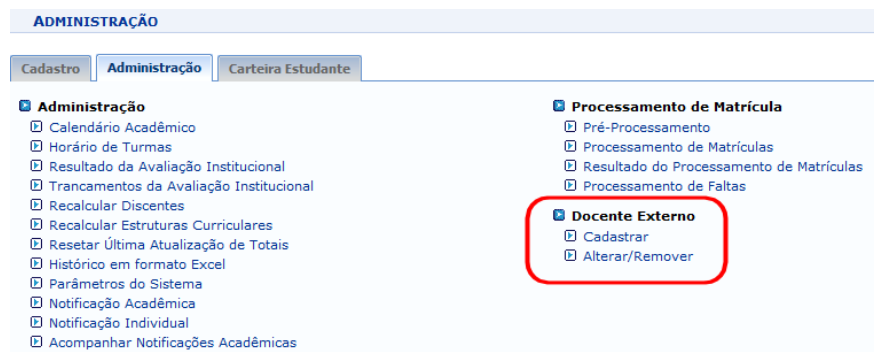 ADMINISTRAÇÃO
Cadastro Administração Carteira Estudante
Administração
Calendário Acadêmico
Horário de Turmas
Resultado da Avaliação Institucional
Trancamentos da Avaliação Institucional
Recalcular Discentes
Recalcular Estruturas Curriculares
Resetar Última Atualização de Totais
Histórico em formato Excel
Parâmetros do Sistema
Notificação Acadêmica
Notificação Individual
Acompanhar Notificações Acadêmicas
Processamento de Matrícula
Pré-Processamento
Processamento de Matrículas
Resultado do Processamento de Matrículas
Processamento de Faltas
Docente Externo
Cadastrar
Alterar/Remover